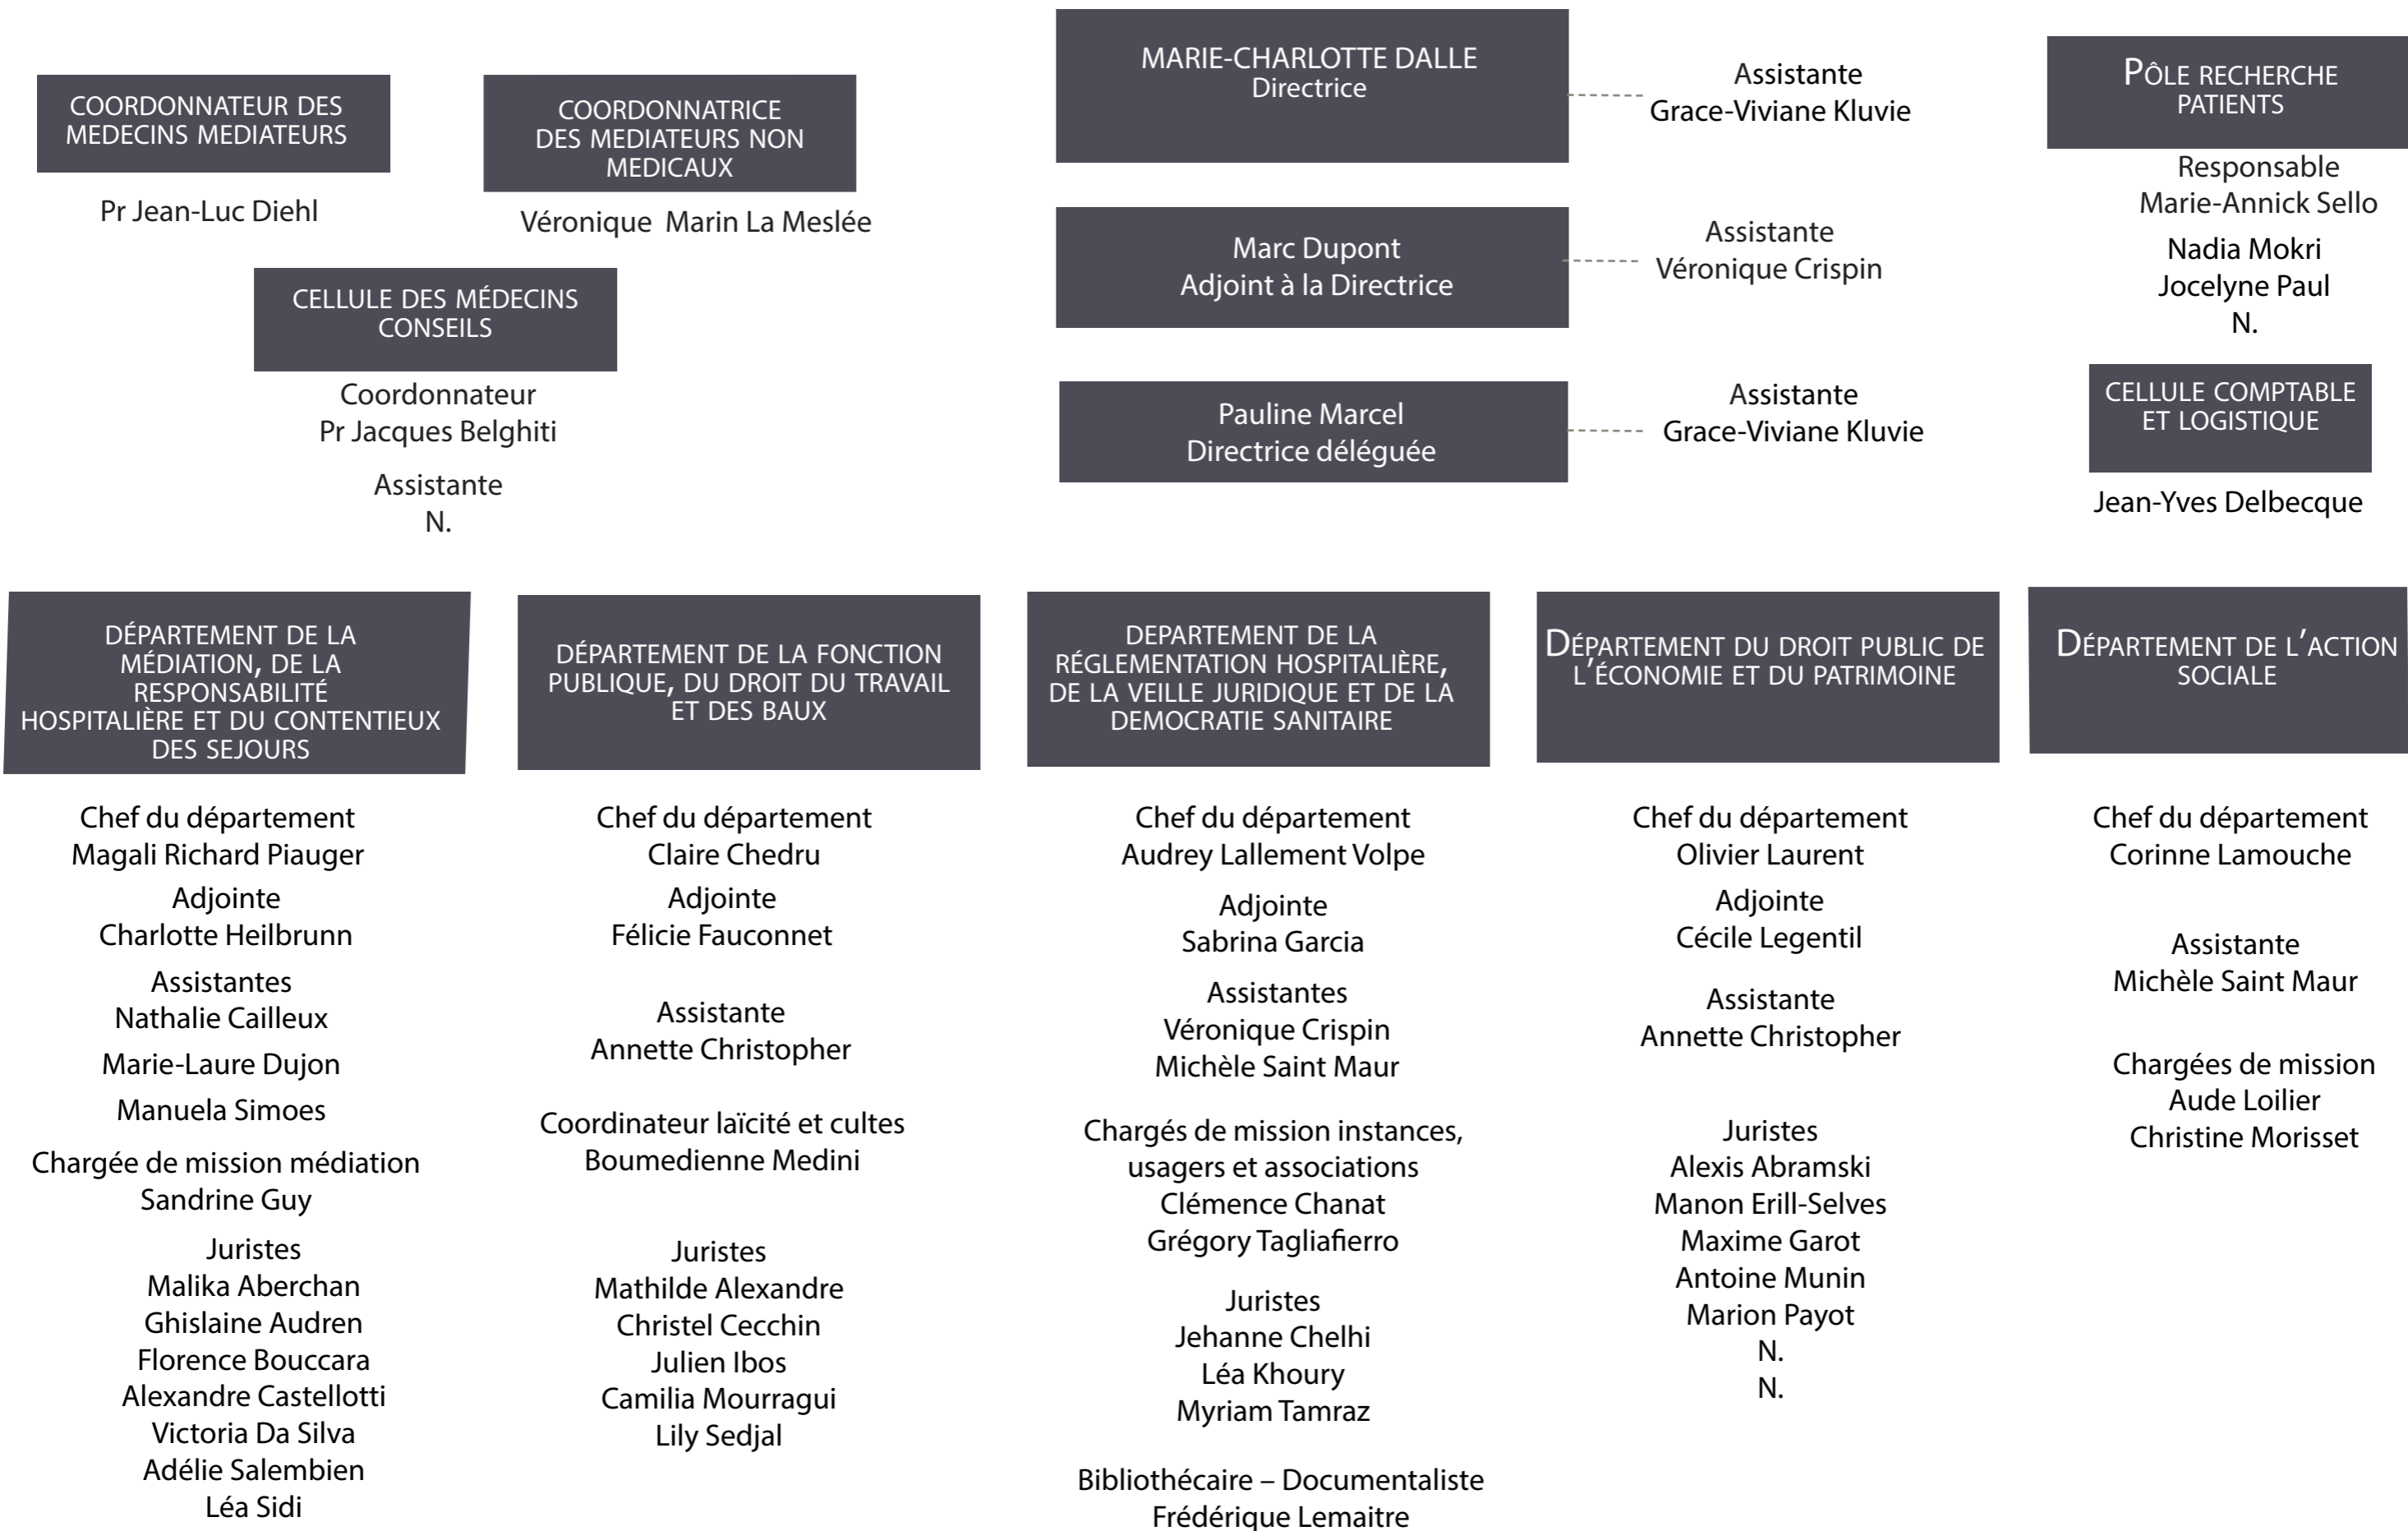 COORDONNATEUR DES
MEDECINS MEDIATEURS
Pr Jean-Luc Diehl
COORDONNATRICE
DES MEDIATEURS NON
MEDICAUX
Véronique Marin La Meslée
CELLULE DES MÉDECINS
CONSEILS
Coordonnateur
Pr Jacques Belghiti
Assistante
N.
MARIE-CHARLOTTE DALLE
Directrice
Assistante
Grace-Viviane Kluvie
Marc Dupont
Adjoint à la Directrice
Assistante
Véronique Crispin
Pauline Marcel
Directrice déléguée
Assistante
Grace-Viviane Kluvie
PÔLE RECHERCHE
PATIENTS
Responsable
Marie-Annick Sello
Nadia Mokri
Jocelyne Paul
N.
CELLULE COMPTABLE
ET LOGISTIQUE
Jean-Yves Delbecque
DÉPARTEMENT DE LA
MÉDIATION, DE LA
RESPONSABILITÉ
HOSPITALIÈRE ET DU CONTENTIEUX
DES SEJOURS
Chef du département
Magali Richard Piauger
Adjointe
Charlotte Heilbrunn
Assistantes
Nathalie Cailleux
Marie-Laure Dujon
Manuela Simoes
Chargée de mission médiation
Sandrine Guy
Juristes
Malika Aberchan
Ghislaine Audren
Florence Bouccara
Alexandre Castellotti
Victoria Da Silva
Adélie Salembien
Léa Sidi
DÉPARTEMENT DE LA FONCTION
PUBLIQUE, DU DROIT DU TRAVAIL
ET DES BAUX
Chef du département
Claire Chedru
Adjointe
Félicie Fauconnet
Assistante
Annette Christopher
Coordinateur laïcité et cultes
Boumedienne Medini
Juristes
Mathilde Alexandre
Christel Cecchin
Julien Ibos
Camilia Mourragui
Lily Sedjal
DEPARTEMENT DE LA
RÉGLEMENTATION HOSPITALIÈRE,
DE LA VEILLE JURIDIQUE ET DE LA
DEMOCRATIE SANITAIRE
Chef du département
Audrey Lallement Volpe
Adjointe
Sabrina Garcia
Assistantes
Véronique Crispin
Michèle Saint Maur
Chargés de mission instances,
usagers et associations
Clémence Chanat
Grégory Tagliafierro
Juristes
Jehanne Chelhi
Léa Khoury
Myriam Tamraz
Bibliothécaire – Documentaliste
Frédérique Lemaitre
DÉPARTEMENT DU DROIT PUBLIC DE
L'ÉCONOMIE ET DU PATRIMOINE
Chef du département
Olivier Laurent
Adjointe
Cécile Legentil
Assistante
Annette Christopher
Juristes
Alexis Abramski
Manon Erill-Selves
Maxime Garot
Antoine Munin
Marion Payot
N.
N.
DÉPARTEMENT DE L'ACTION
SOCIALE
Chef du département
Corinne Lamouche
Assistante
Michèle Saint Maur
Chargées de mission
Aude Loilier
Christine Morisset